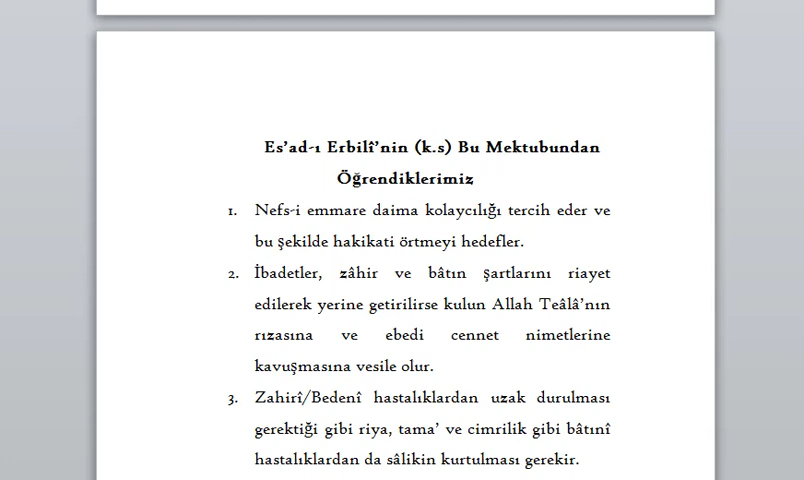 Es’ad-ı Erbilî’nin (k.s) Bu Mektubundan
Öğrendiklerimiz
1. Nefs-i emmare daima kolaycılığı tercih eder ve
bu şekilde hakikati örtmeyi hedefler.
2. İbadetler, zâhir ve bâtın şartlarını riayet
edilerek yerine getirilirse kulun Allah Teâlâ’nın
rızasına ve ebedi cennet nimetlerine
kavuşmasına vesile olur.
3. Zahirî/Bedenî hastalıklardan uzak durulması
gerektiği gibi riya, tama’ ve cimrilik gibi bâtınî
hastalıklardan da sâlikin kurtulması gerekir.